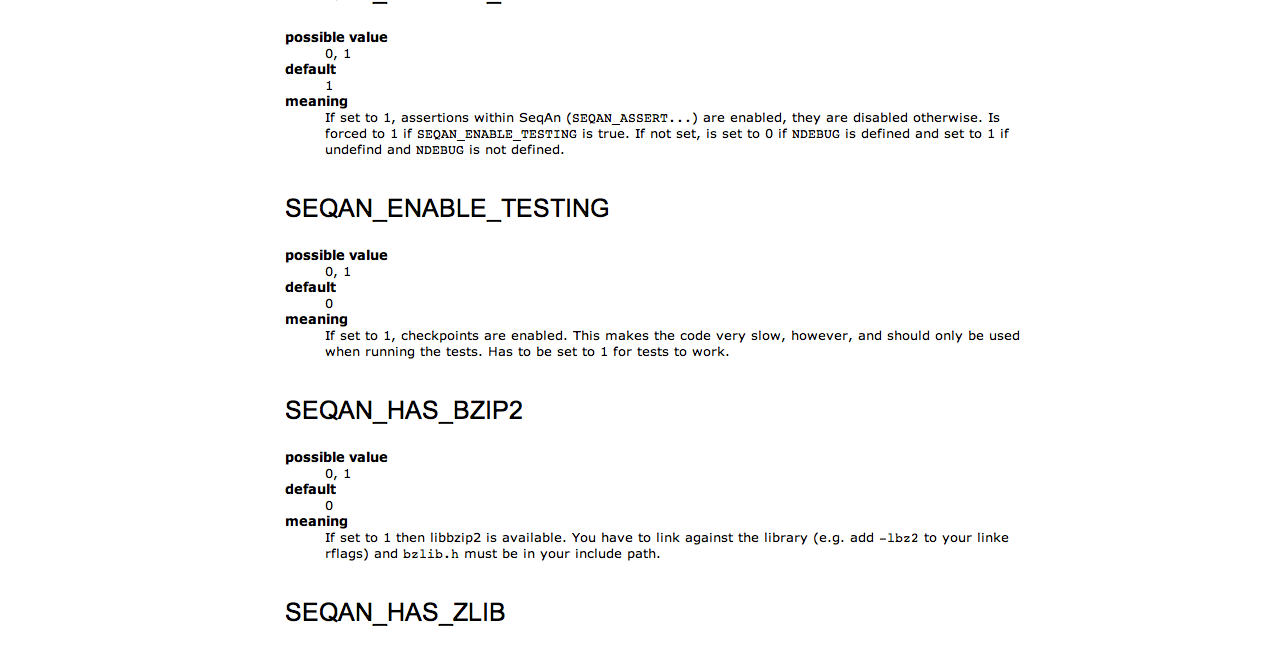 possible value
0, 1
default
1
meaning
If set to 1, assertions within SeqAn (SEQAN_ASSERT...) are enabled, they are disabled otherwise. Is
forced to 1 if SEQAN_ENABLE_TESTING is true. If not set, is set to 0 if NDEBUG is defined and set to 1 if
undefind and NDEBUG is not defined.
SEQAN_ENABLE_TESTING
possible value
0, 1
default
0
meaning
If set to 1, checkpoints are enabled. This makes the code very slow, however, and should only be used
when running the tests. Has to be set to 1 for tests to work.
SEQAN_HAS_BZIP2
possible value
0, 1
default
0
meaning
If set to 1 then libbzip2 is available. You have to link against the library (e.g. add -lbz2 to your linke
rflags) and bzlib.h must be in your include path.
SEQAN_HAS_ZLIB